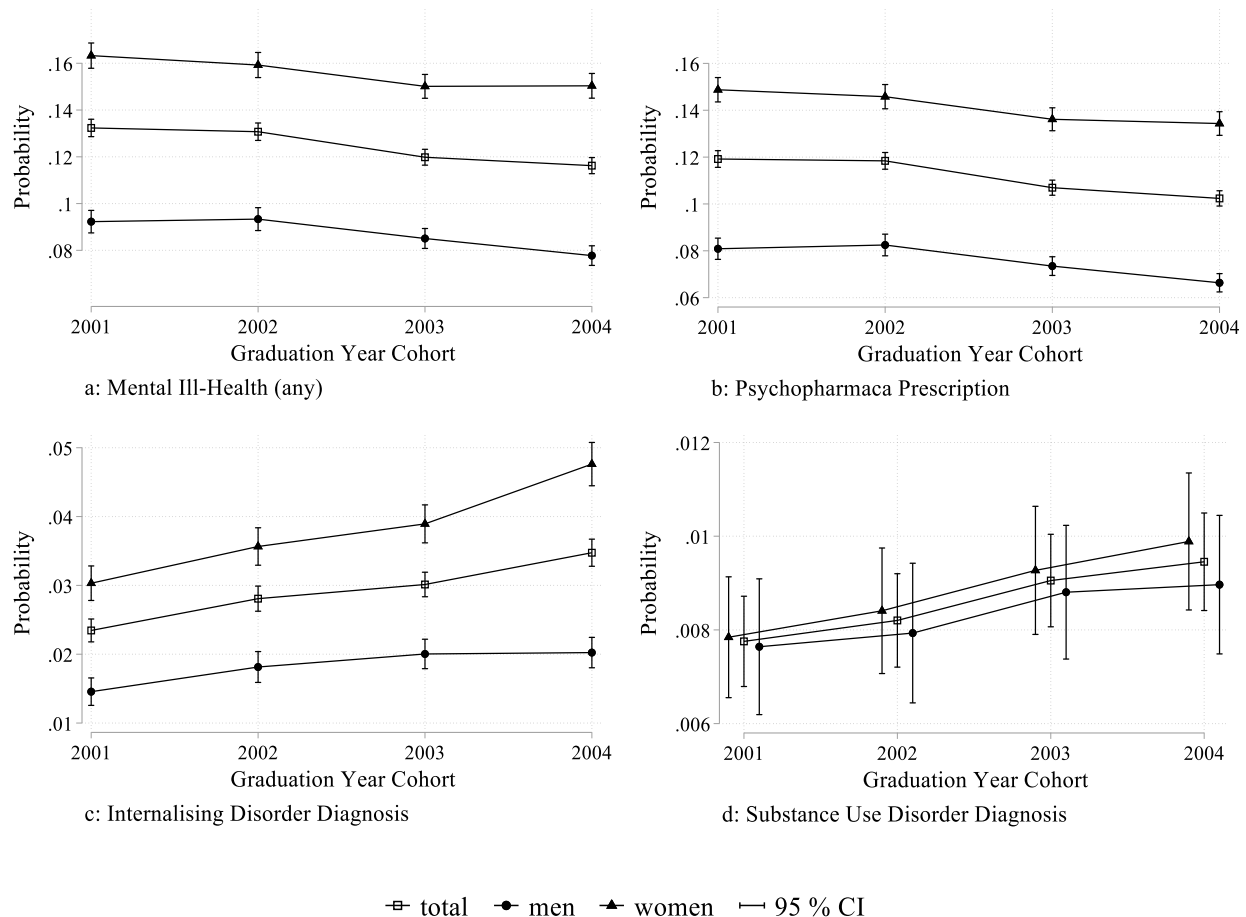 .16
.14
.12
.1
.08
Probability
2001 2002 2003 2004
Graduation Year Cohort
a: Mental Ill-Health (any)
.16
.14
.12
.1
.08
.06
Probability
2001 2002 2003 2004
Graduation Year Cohort
b: Psychopharmaca Prescription
.05
.04
.03
.02
.01
Probability
2001 2002 2003 2004
Graduation Year Cohort
c: Internalising Disorder Diagnosis
.012
.01
.008
.006
Probability
2001 2002 2003 2004
Graduation Year Cohort
d: Substance Use Disorder Diagnosis
total men women 95 % CI